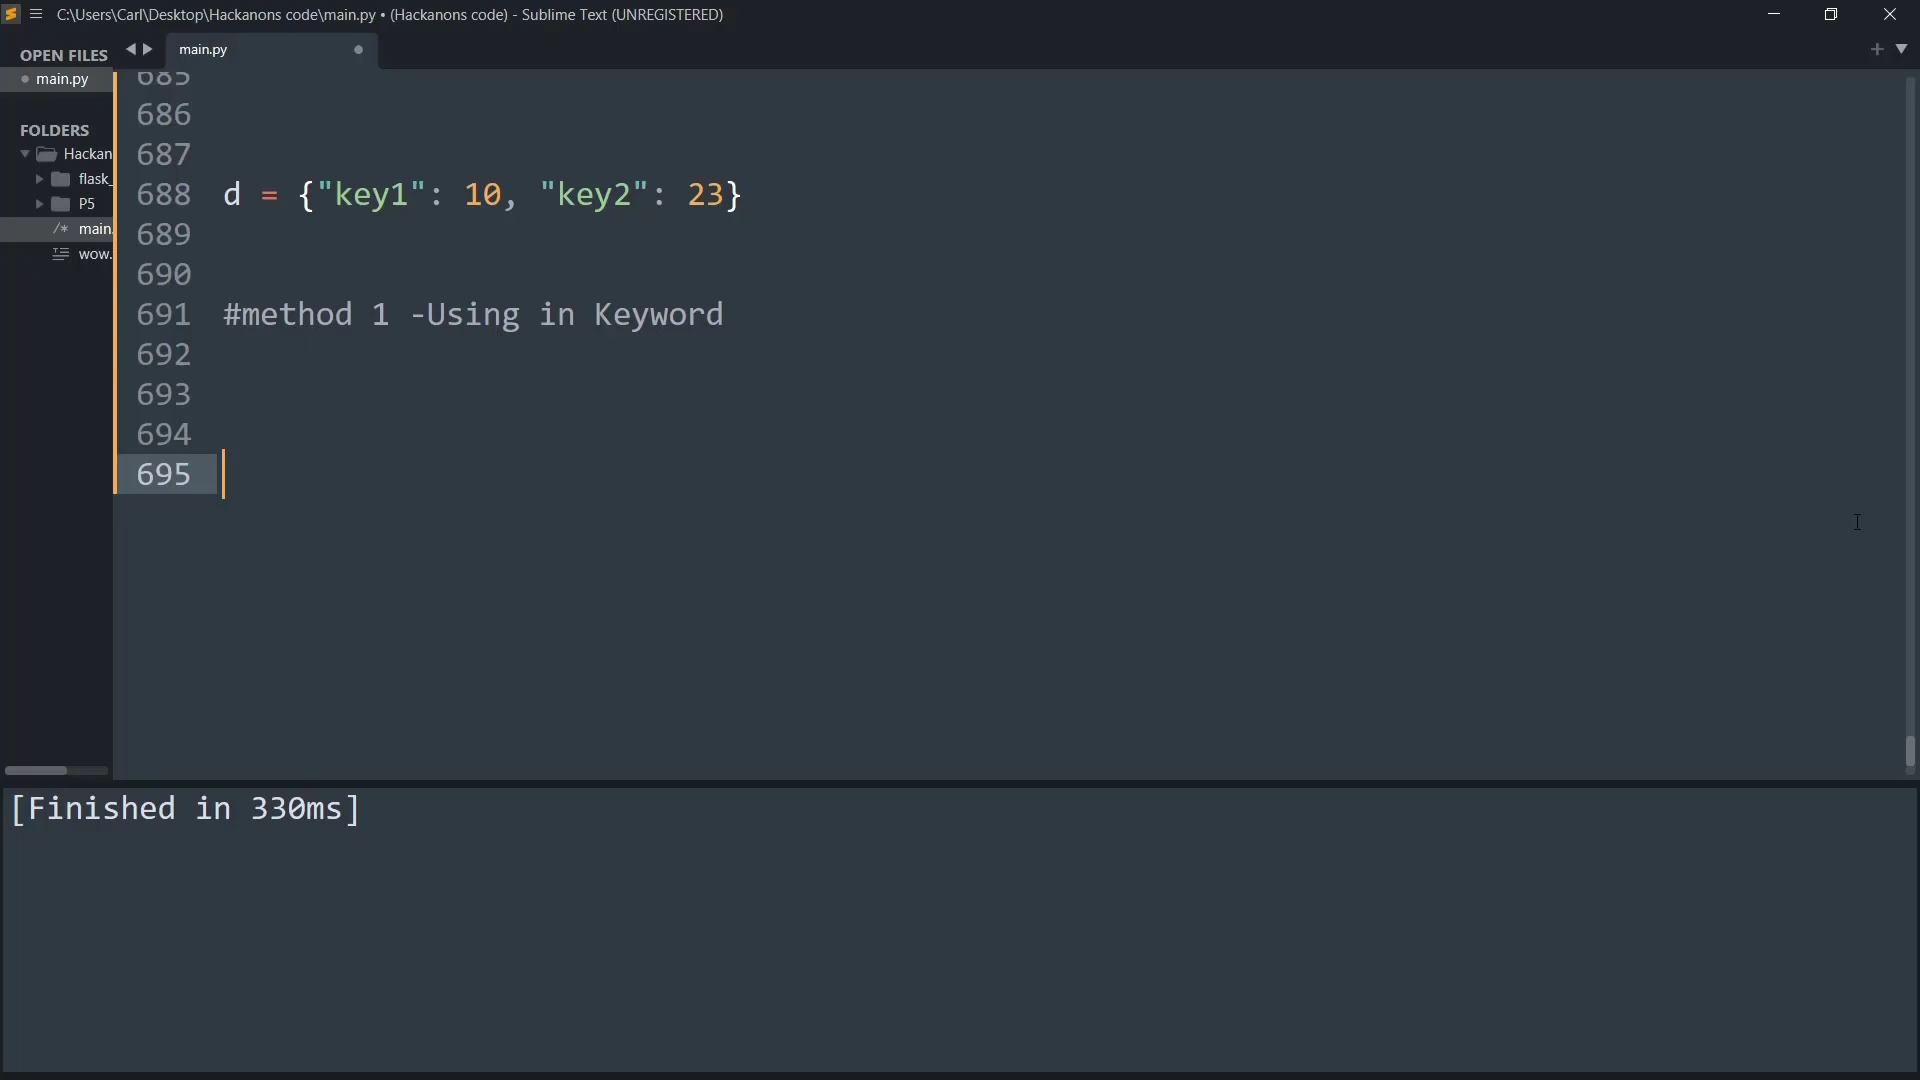 C:\Users\Carl\Desktop\Hackanons code\main.py • (Hackanons code) - Sublime Text (UNREGISTERED)
OPEN FILES
main.py
main.py
FOLDERS
Hackan
flask_
P5
/* main.
wow.
685
686
687
688 d = {"key1": 10, "key2": 23}
689
690
691 #method 1 -Using in Keyword
692
693
694
695
[Finished in 330ms]